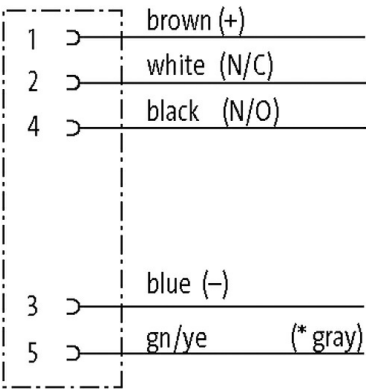 1 brown (+)
2 white (N/C)
4 black (N/O)
3 blue (–)
5 gn/ye (* gray)